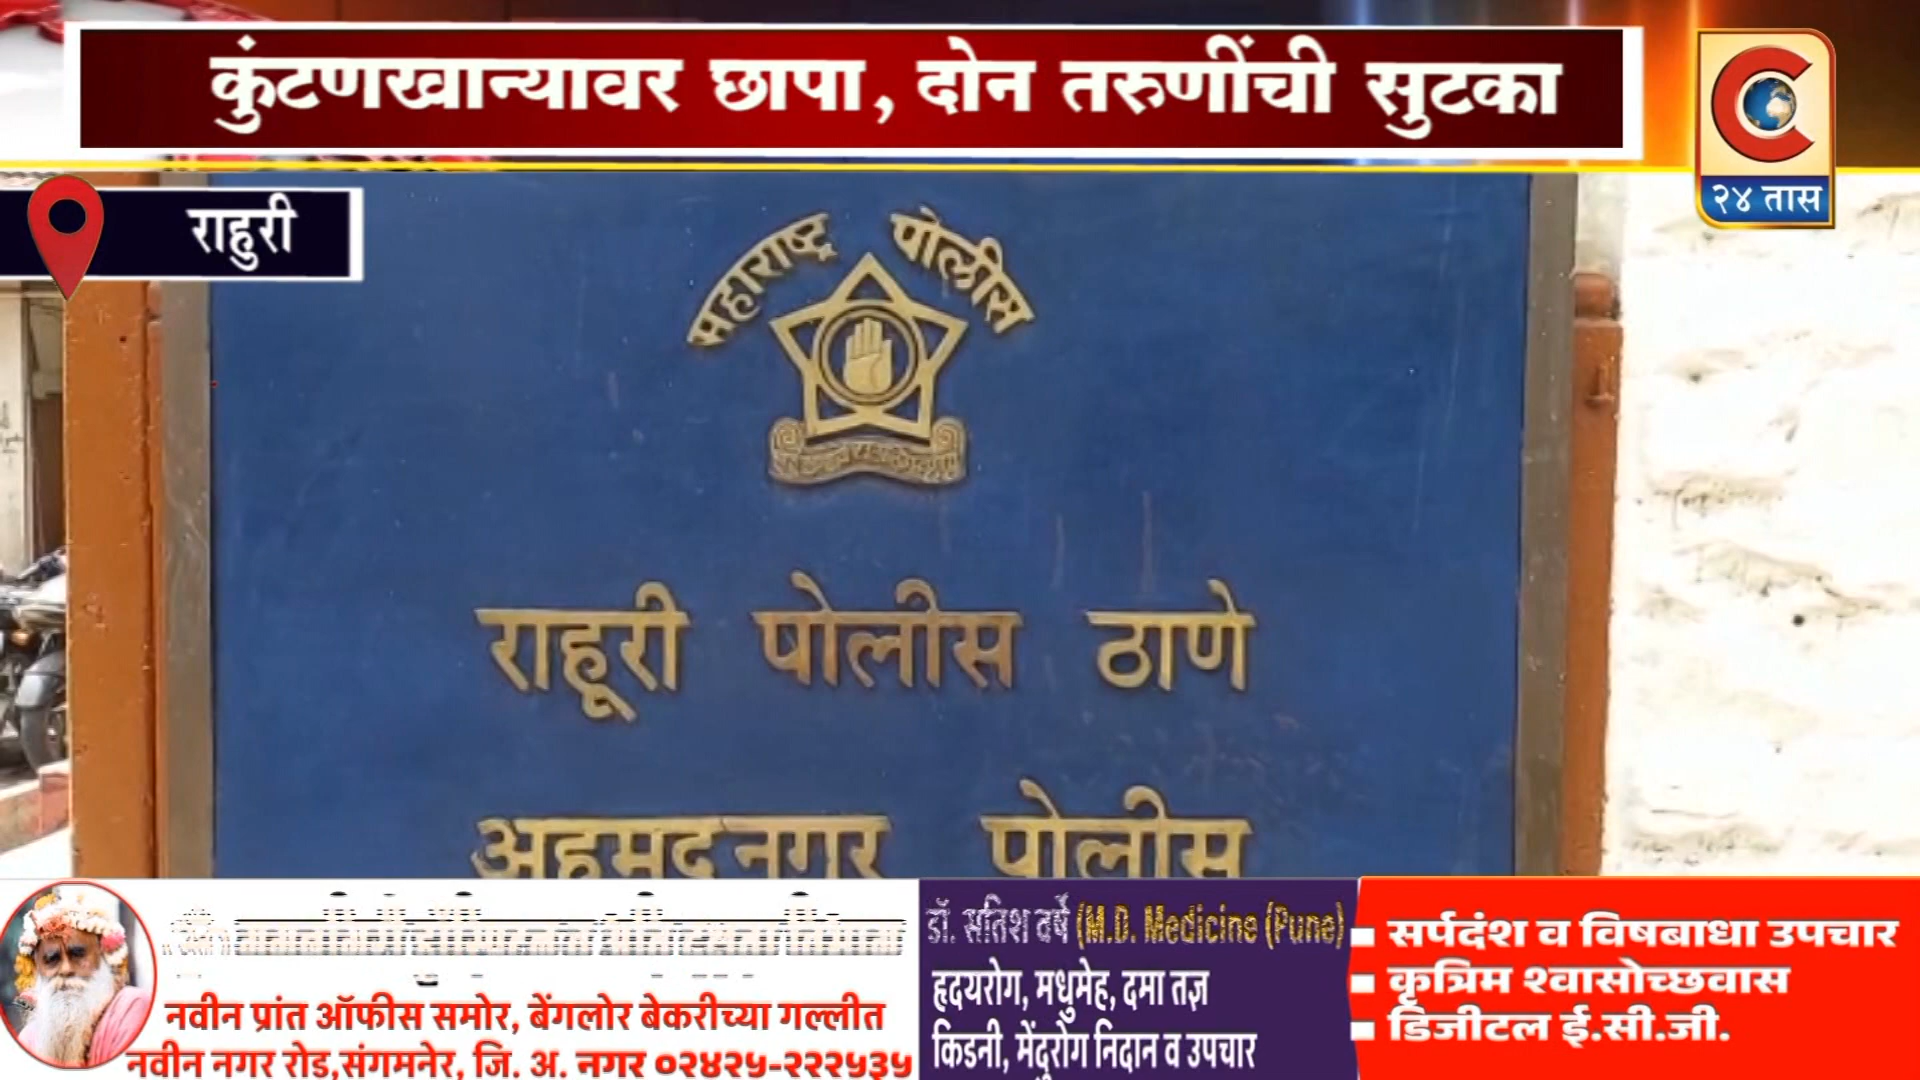 कुंटणखान्यावर छापा, दोन तरुणींची सुटका
२४ तास
राहुरी
महाराष्ट्र पोलीस
राहूरी पोलीस ठाणे
अहमदनगर पोलीस
नवीन प्रांत ऑफीस समोर, बेंगलोर बेकरीच्या गल्लीत
नवीन नगर रोड,संगमनेर, जि. अ. नगर ०२४२५-२२२५३५
डॉ. सतिश वर्षे (M.D. Medicine (Pune)
हृदयरोग, मधुमेह, दमा तज्ञ
किडनी, मेंदुरोग निदान व उपचार
सर्पदंश व विषबाधा उपचार
कृत्रिम श्वासोच्छवास
डिजीटल ई.सी.जी.